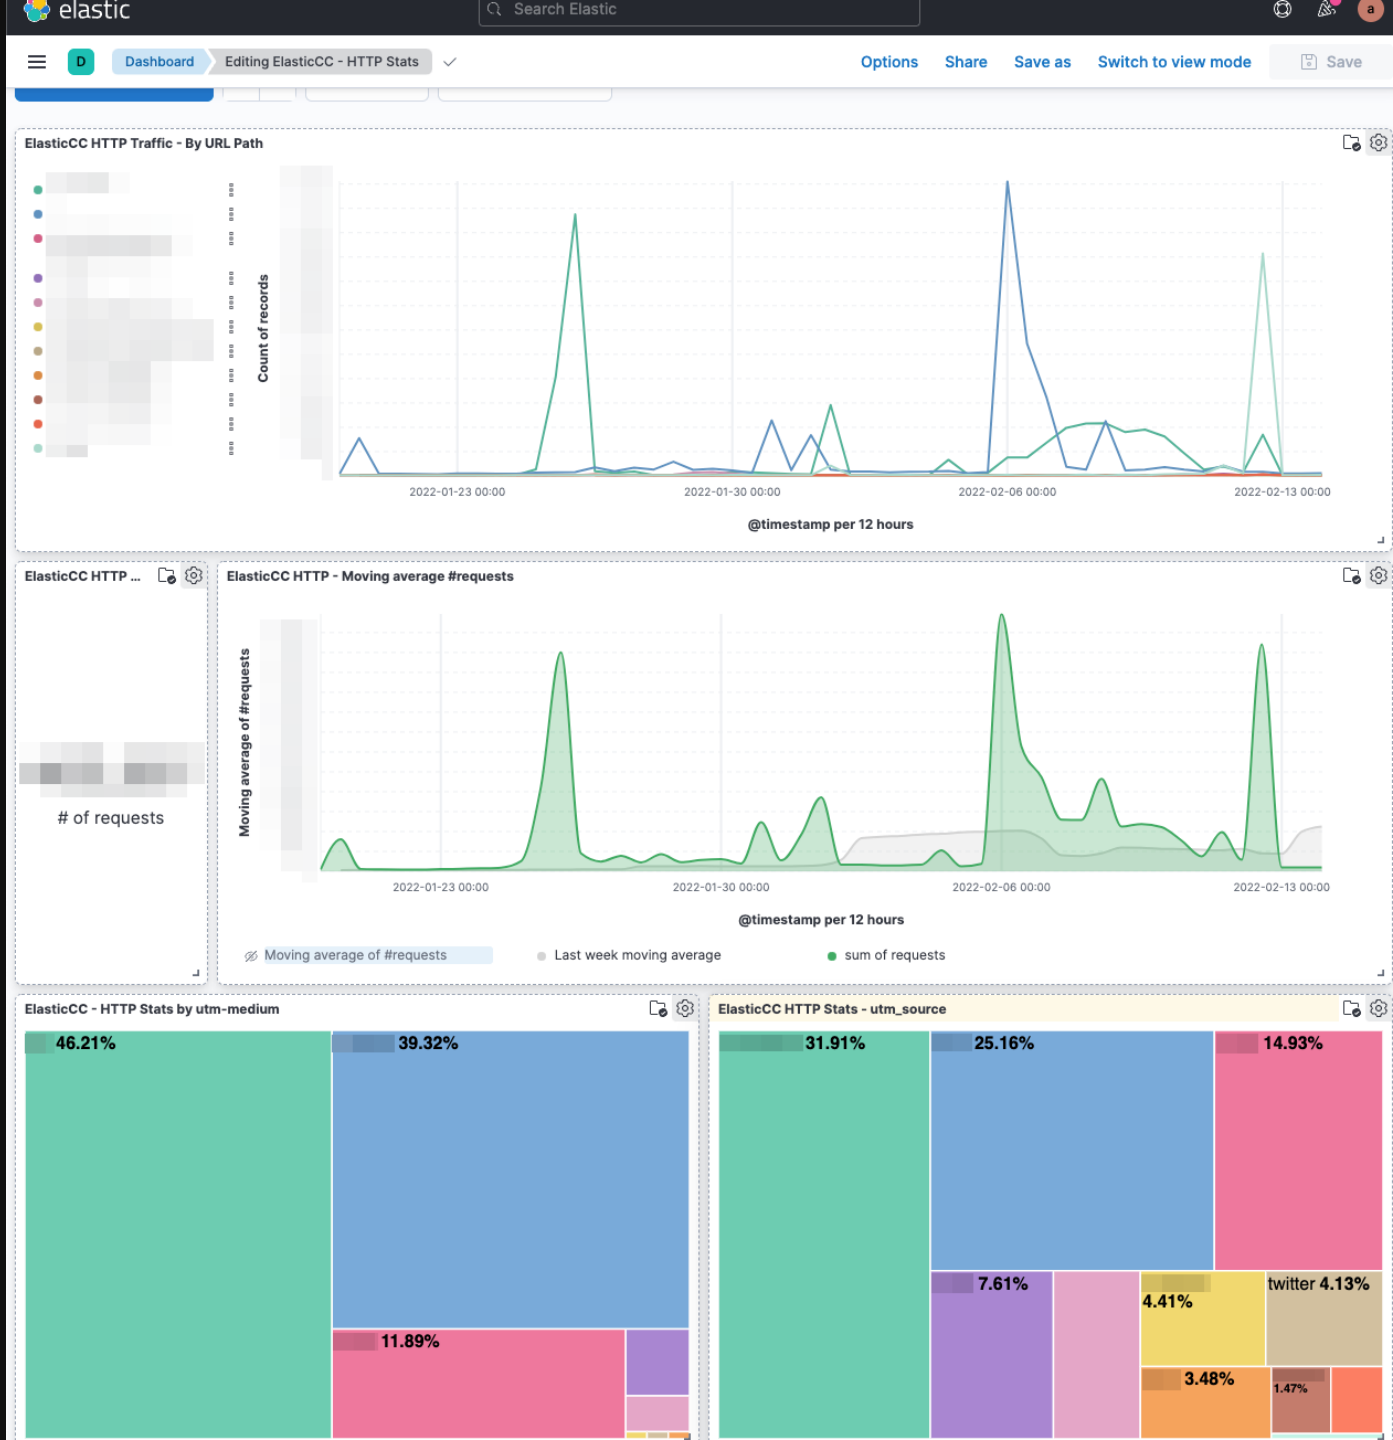 elastic
Search Elastic
a
D
Dashboard
Editing ElasticCC - HTTP Stats
Options
Share
Save as
Switch to view mode
Save
ElasticCC HTTP Traffic - By URL Path
Count of records
2022-01-23 00:00
2022-01-30 00:00
2022-02-06 00:00
2022-02-13 00:00
@timestamp per 12 hours
ElasticCC HTTP ...
# of requests
ElasticCC HTTP - Moving average #requests
Moving average of #requests
2022-01-23 00:00
2022-01-30 00:00
2022-02-06 00:00
2022-02-13 00:00
@timestamp per 12 hours
Moving average of #requests
Last week moving average
sum of requests
ElasticCC - HTTP Stats by utm-medium
46.21%
39.32%
11.89%
ElasticCC HTTP Stats - utm_source
31.91%
25.16%
14.93%
7.61%
4.41%
twitter 4.13%
3.48%
1.47%